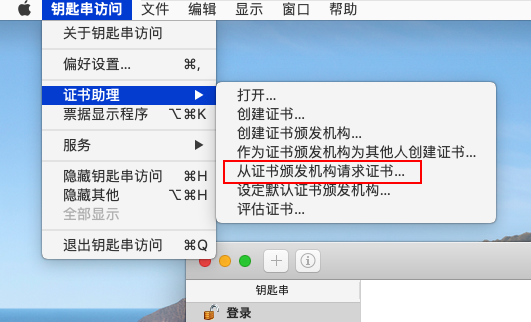 钥匙串访问 文件 编辑 显示 窗口 帮助
关于钥匙串访问
偏好设置... ⌘,
证书助理 ▶
票据显示程序 ⌥⌘K
服务 ▶
隐藏钥匙串访问 ⌘H
隐藏其他 ⌥⌘H
全部显示
退出钥匙串访问 ⌘Q
打开...
创建证书...
创建证书颁发机构...
作为证书颁发机构为其他人创建证书...
从证书颁发机构请求证书...
设定默认证书颁发机构...
评估证书...
钥匙串
登录